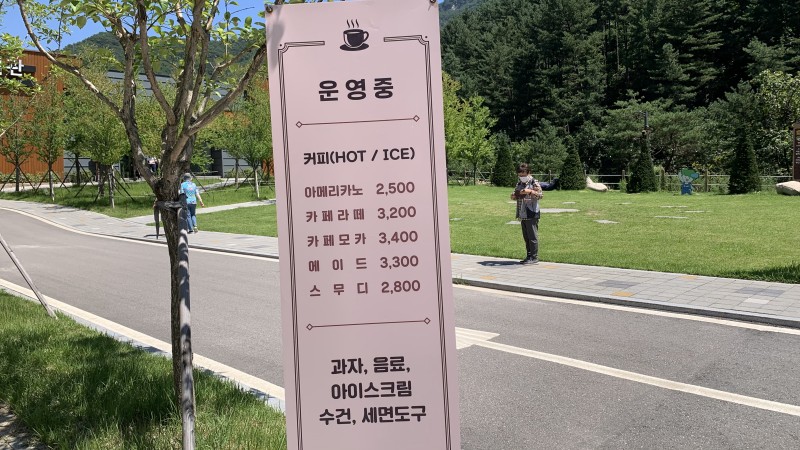 관
운영중
커피(HOT / ICE)
아메리카노 2,500
카페라떼 3,200
카페모카 3,400
에이드 3,300
스무디 2,800
과자, 음료,
아이스크림
수건, 세면도구